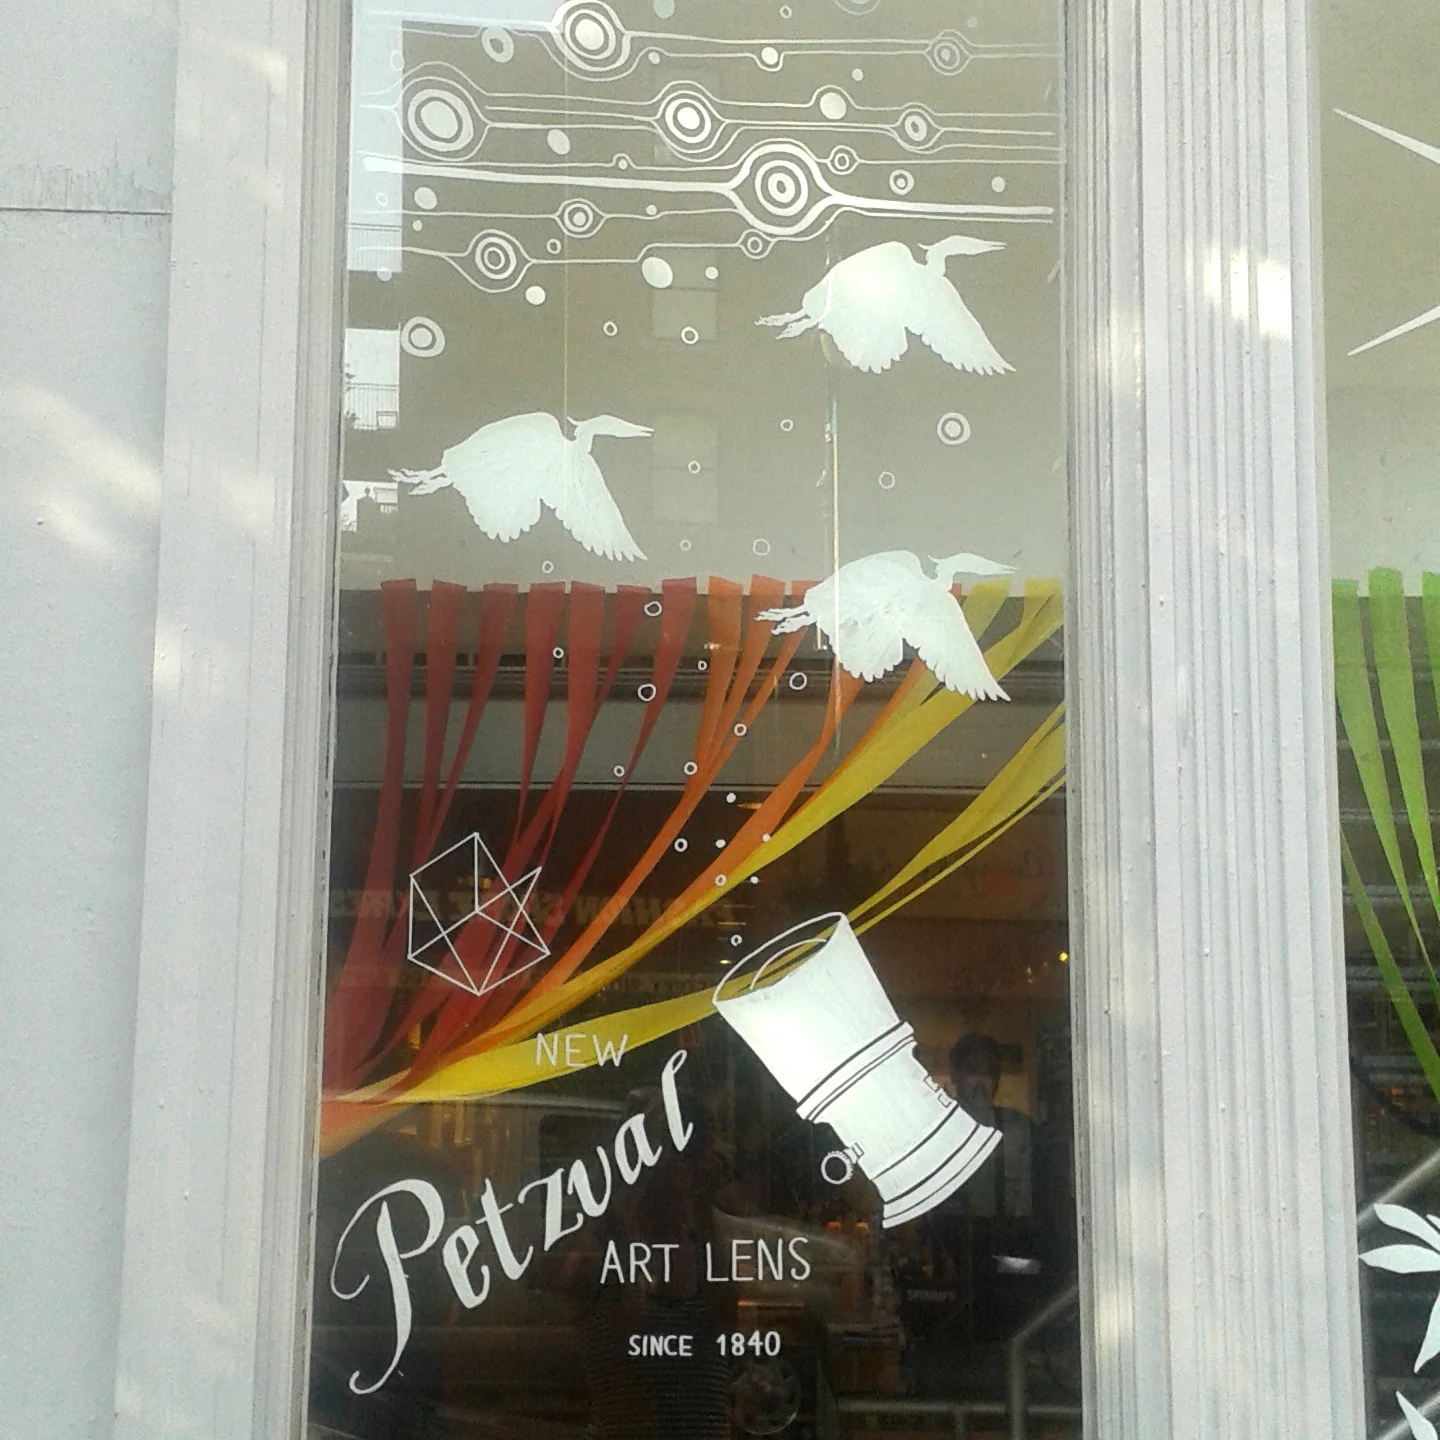 NEW
Petzval
ART LENS
SINCE 1840